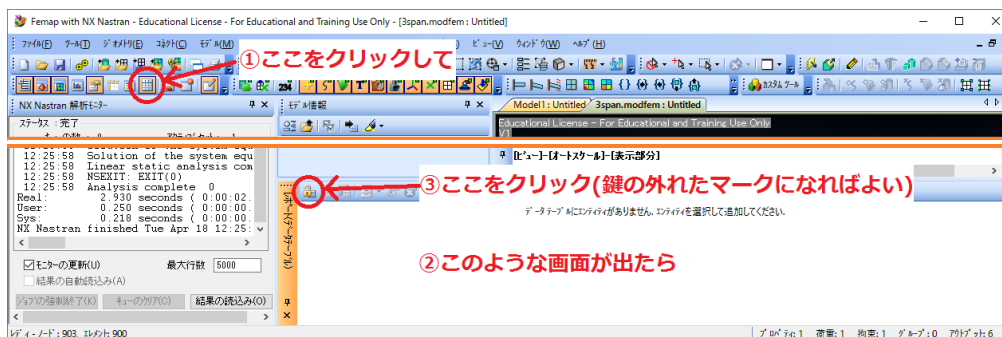 Femap with NX Nastran - Educational License - For Educational and Training Use Only - [3span.modfem : Untitled]
ﾌｧｲﾙ(F) ﾂｰﾙ(T) ｼﾞｵﾒﾄﾘ(G) ｺﾈｸﾄ(C) ﾓﾃﾞﾙ(M) ﾋﾞｭｰ(V) ｳｨﾝﾄﾞｳ(W) ﾍﾙﾌﾟ(H)
①ここをクリックして
ｶｽﾀﾑ ﾂｰﾙ
NX Nastran 解析ﾓﾆﾀｰ
ﾓﾃﾞﾙ情報
Model1 : Untitled
3span.modfem : Untitled
ｽﾃｰﾀｽ : 完了
Educational License - For Educational and Training Use Only
V1
[ﾋﾞｭｰ]-[ｵｰﾄｽｹｰﾙ]-[表示部分]
12:25:58 Solution of the system equ
12:25:58 Linear static analysis com
12:25:58 NSEXIT: EXIT(0)
12:25:58 Analysis complete 0
Real: 2.930 seconds ( 0:00:02.
User: 0.250 seconds ( 0:00:00.
Sys: 0.218 seconds ( 0:00:00.
NX Nastran finished Tue Apr 18 12:25:
③ここをクリック(鍵の外れたマークになればよい)
ﾃﾞｰﾀ ﾃｰﾌﾞﾙにｴﾝﾃｨﾃｨがありません. ｴﾝﾃｨﾃｨを選択して追加してください.
②このような画面が出たら
ﾓﾆﾀｰの更新(U) 最大行数 5000
結果の自動読込み(A)
ｼﾞｮﾌﾞの強制終了(K) ｷｭｰのｸﾘｱ(C) 結果の読込み(O)
ﾚﾃﾞｨ - ﾉｰﾄﾞ: 903, ｴﾚﾒﾝﾄ: 900
ﾌﾟﾛﾊﾟﾃｨ: 1 荷重: 1 拘束: 1 ｸﾞﾙｰﾌﾟ: 0 ｱｳﾄﾌﾟｯﾄ: 6